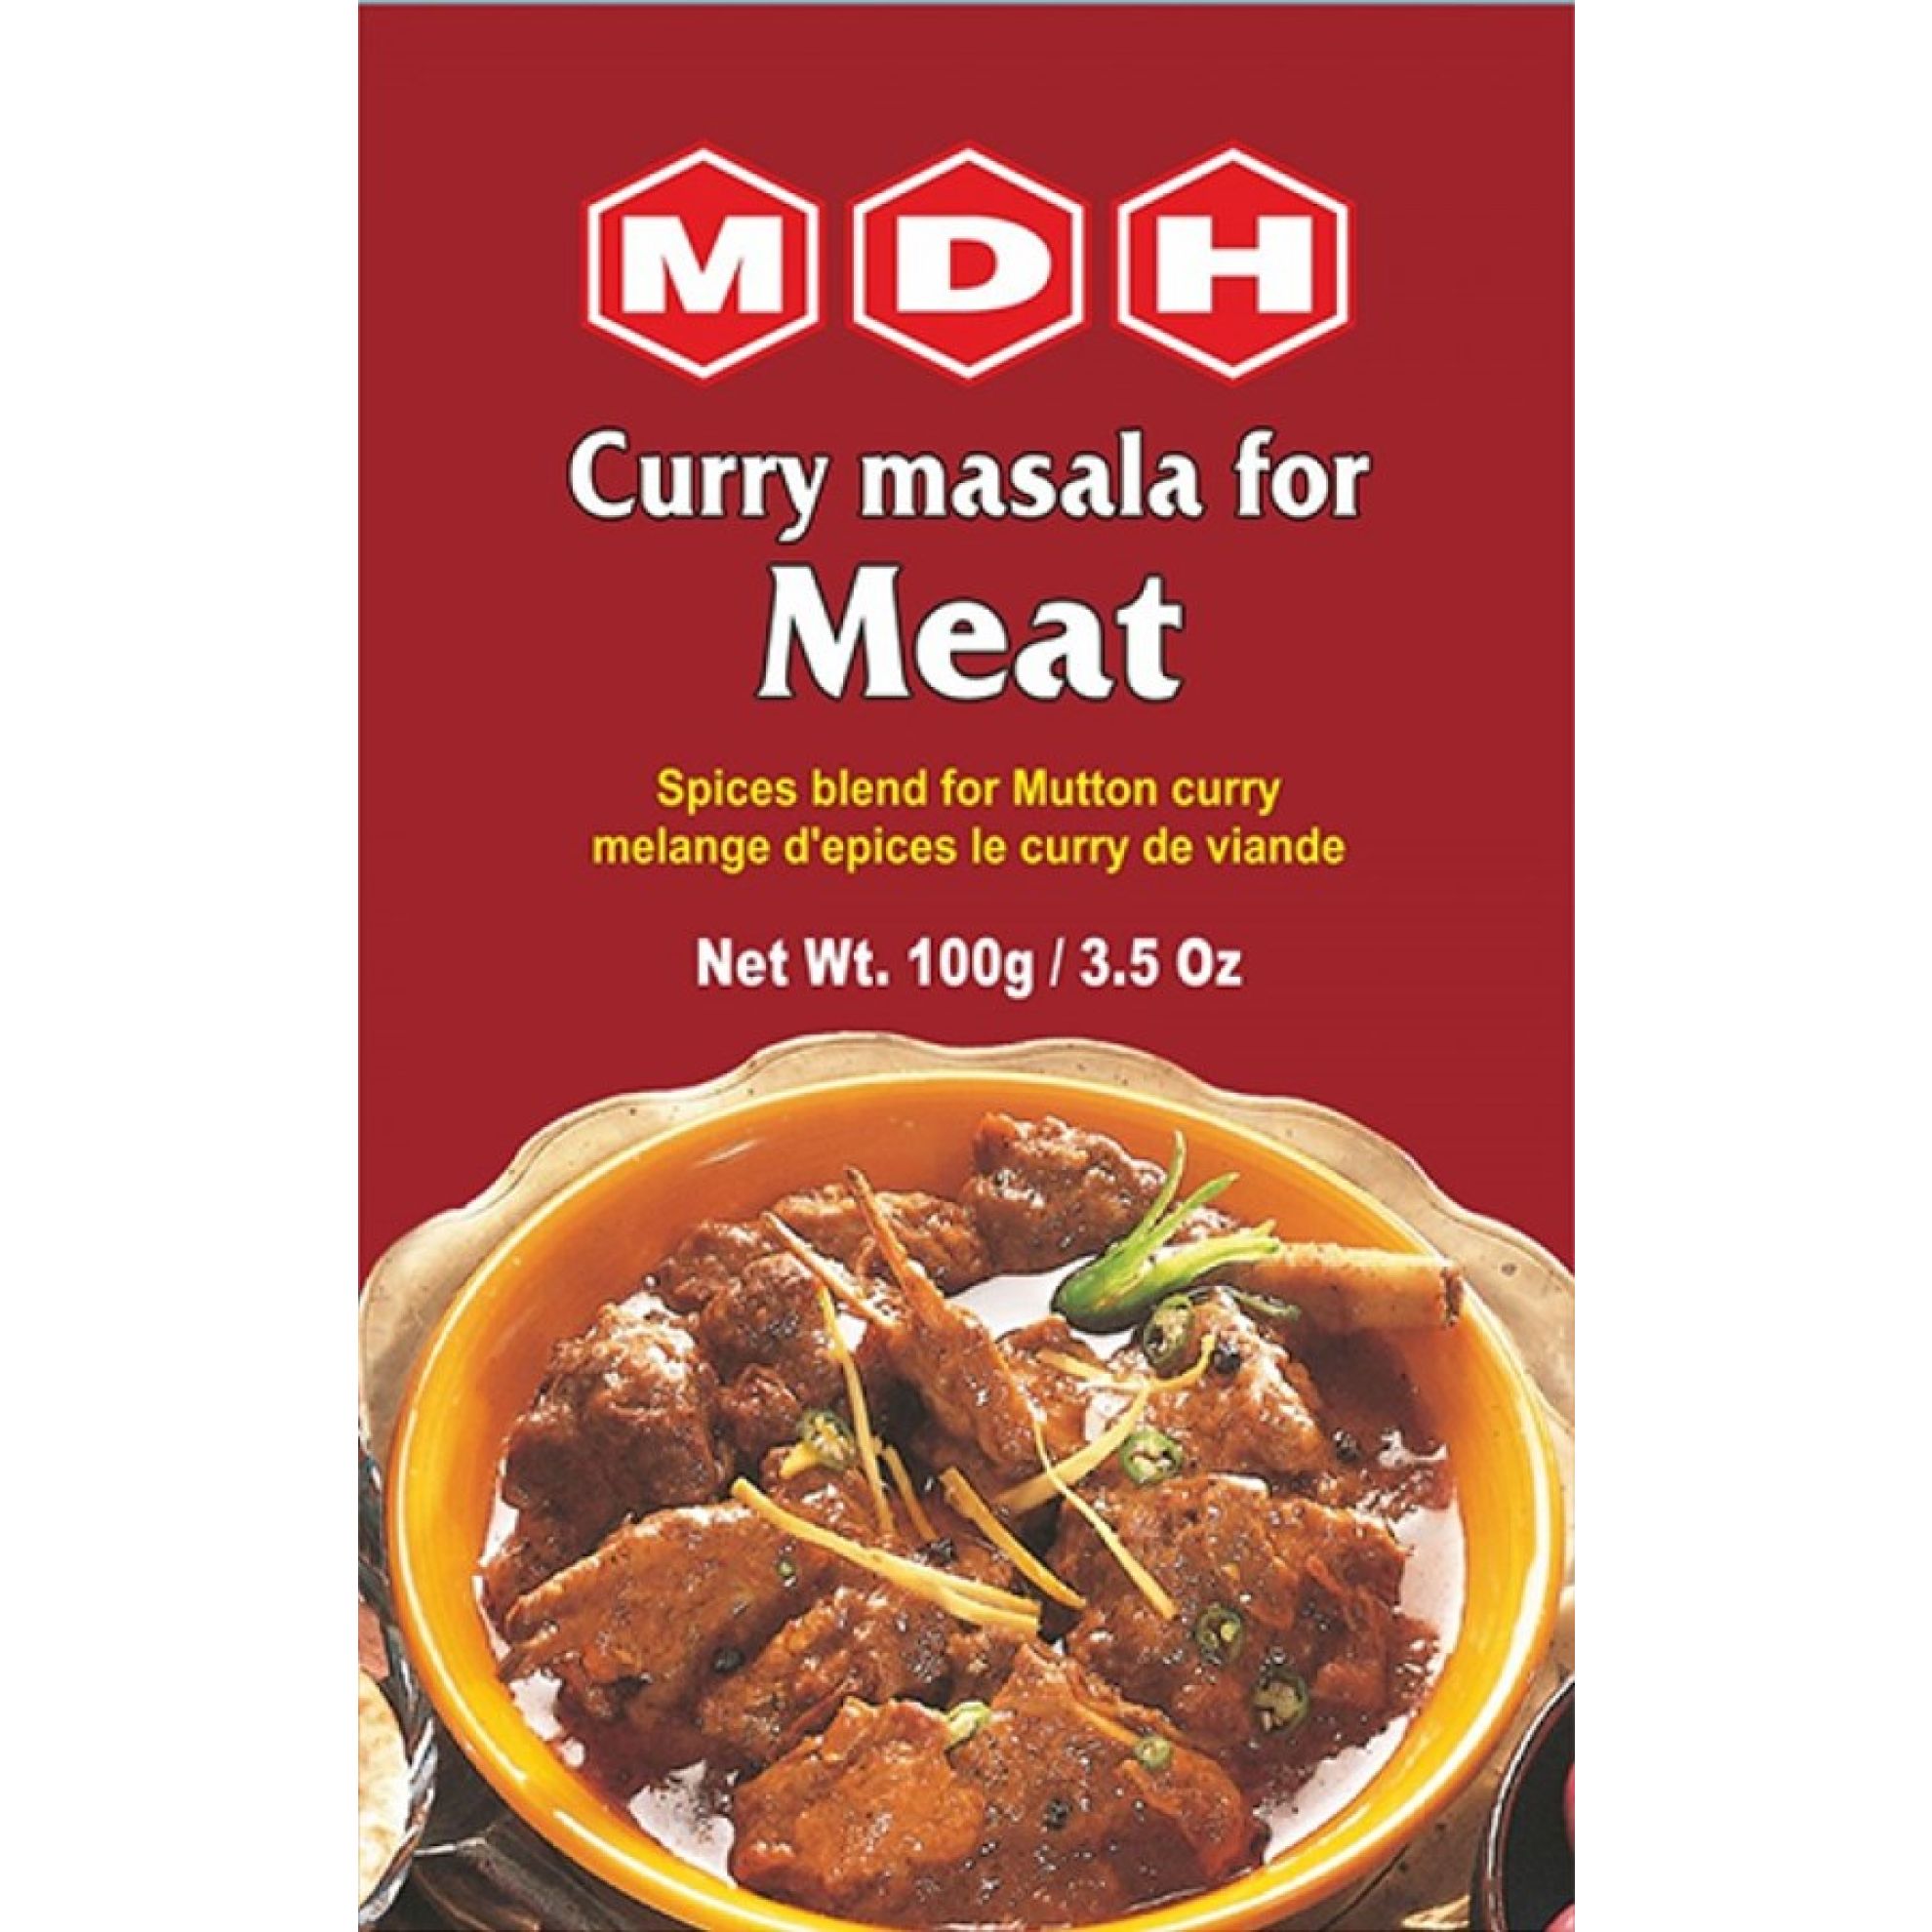 MDH
Curry masala for
Meat
Spices blend for Mutton curry
melange d'epices le curry de viande
Net Wt. 100g / 3.5 Oz